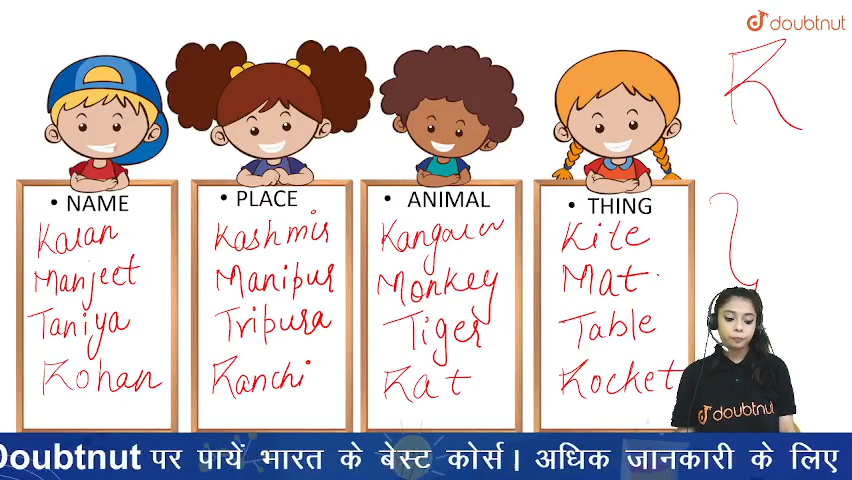 doubtnut
R
• NAME • PLACE • ANIMAL • THING
Karan Kashmir Kangaroo Kite
Manjeet Manipur Monkey Mat
Taniya Tripura Tiger Table
Rohan Ranchi Rat Rocket
doubtnut
Doubtnut पर पायें भारत के बेस्ट कोर्स। अधिक जानकारी के लिए